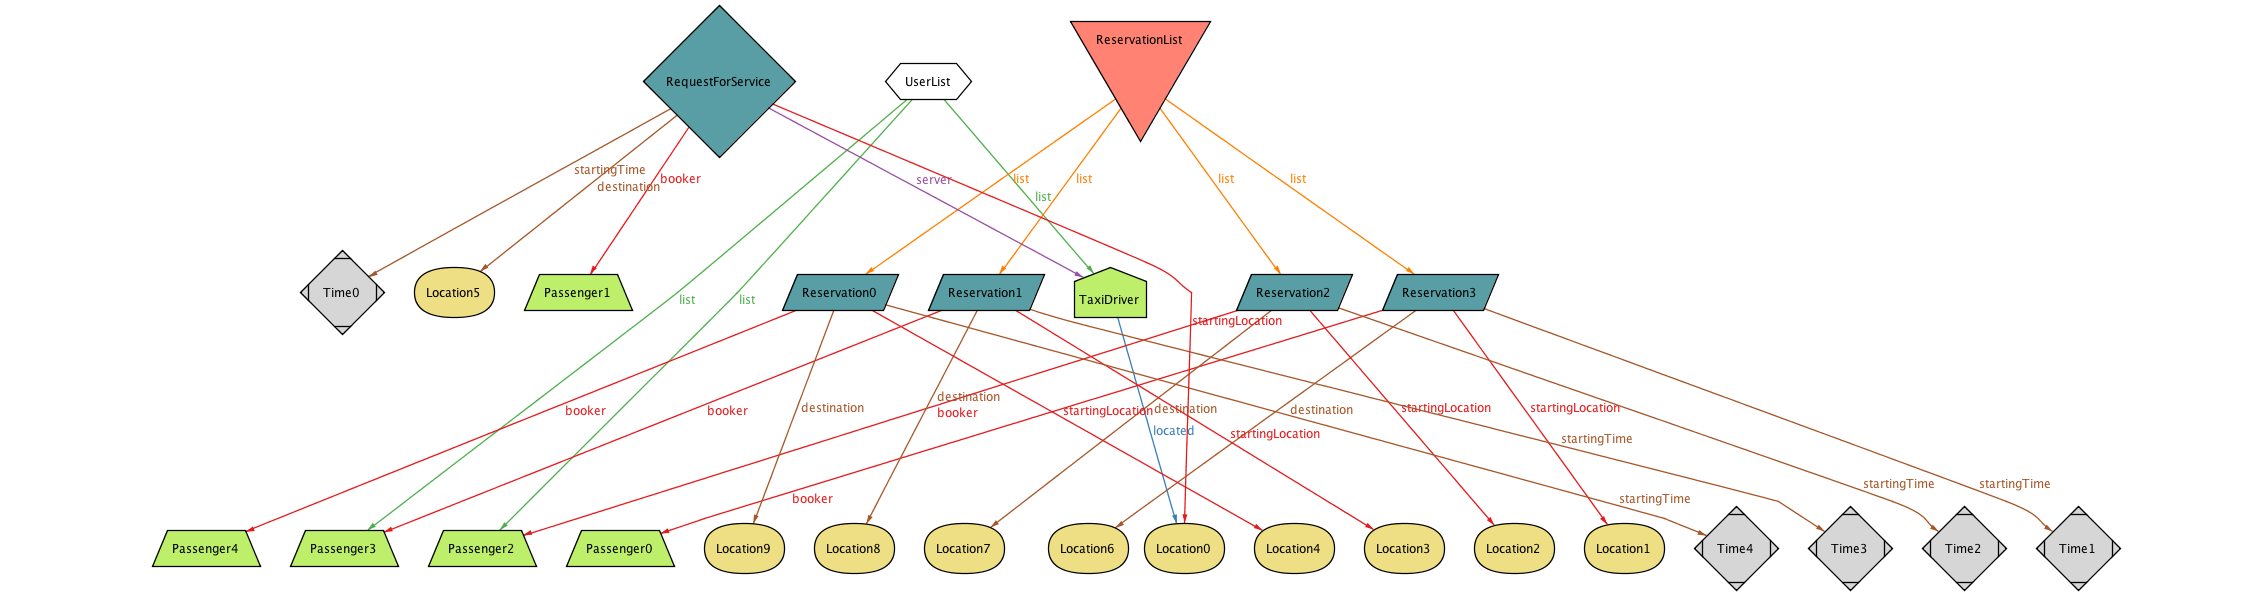 ReservationList
RequestForService
UserList
startingTime
destination
booker
server
list
list
list
list
list
Time0
Location5
Passenger1
Reservation0
Reservation1
TaxiDriver
Reservation2
Reservation3
list
list
startingLocation
booker
booker
destination
destination
booker
startingLocation
destination
located
startingLocation
destination
startingLocation
startingLocation
startingTime
booker
startingTime
startingTime
startingTime
Passenger4
Passenger3
Passenger2
Passenger0
Location9
Location8
Location7
Location6
Location0
Location4
Location3
Location2
Location1
Time4
Time3
Time2
Time1